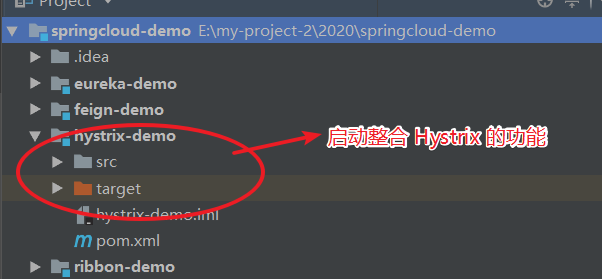 Project
springcloud-demo E:\my-project-2\2020\springcloud-demo
.idea
eureka-demo
feign-demo
hystrix-demo
启动整合 Hystrix 的功能
src
target
hystrix-demo.iml
pom.xml
ribbon-demo